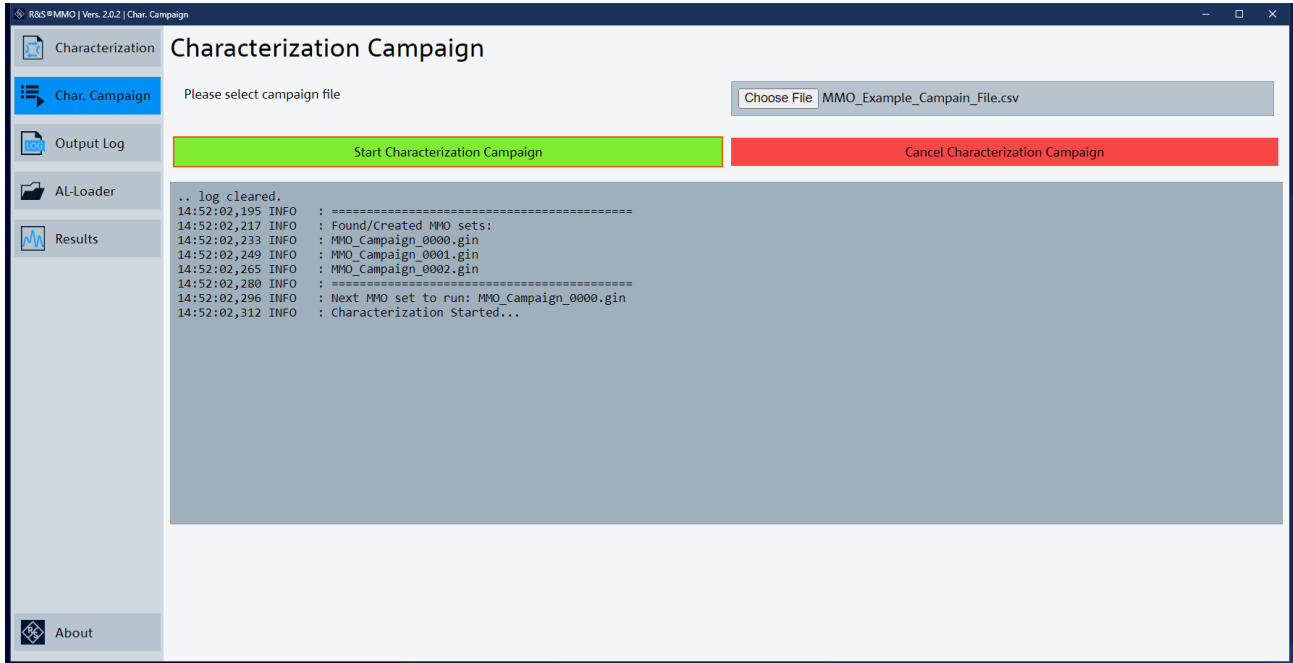 R&S®MMO | Vers. 2.0.2 | Char. Campaign
Characterization
Char. Campaign
LOG
Output Log
AL-Loader
Results
R&S
About
Characterization Campaign
Please select campaign file
Choose File MMO_Example_Campain_File.csv
Start Characterization Campaign
Cancel Characterization Campaign
.. log cleared.
14:52:02,195 INFO : ===========================================
14:52:02,217 INFO : Found/Created MMO sets:
14:52:02,233 INFO : MMO_Campaign_0000.gin
14:52:02,249 INFO : MMO_Campaign_0001.gin
14:52:02,265 INFO : MMO_Campaign_0002.gin
14:52:02,280 INFO : ===========================================
14:52:02,296 INFO : Next MMO set to run: MMO_Campaign_0000.gin
14:52:02,312 INFO : Characterization Started...